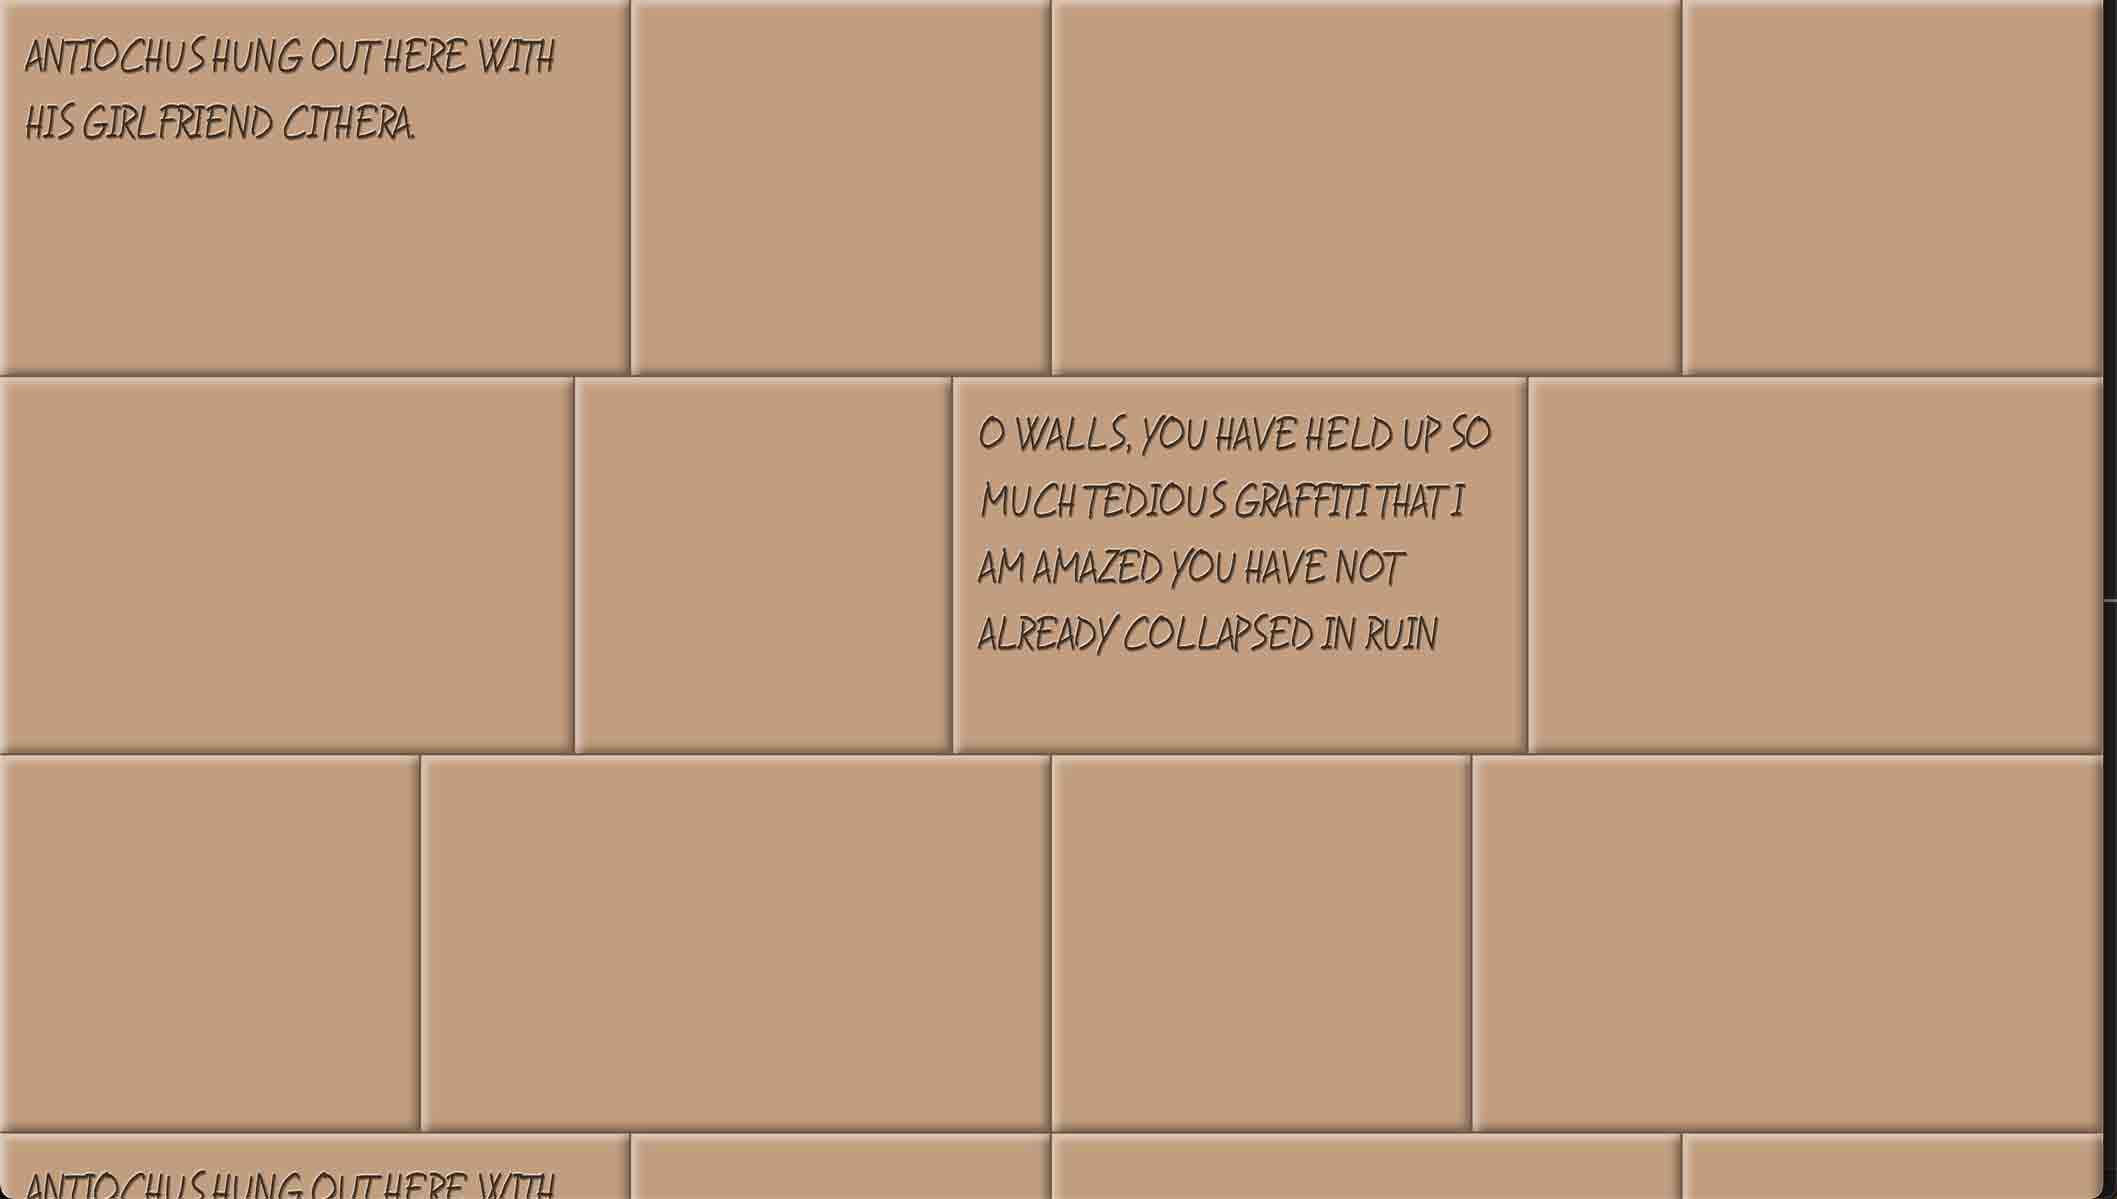 ANTIOCHUS HUNG OUT HERE WITH
HIS GIRLFRIEND CITHERA.
O WALLS, YOU HAVE HELD UP SO
MUCH TEDIOUS GRAFFITI THAT I
AM AMAZED YOU HAVE NOT
ALREADY COLLAPSED IN RUIN
ANTIOCHUS HUNG OUT HERE WITH